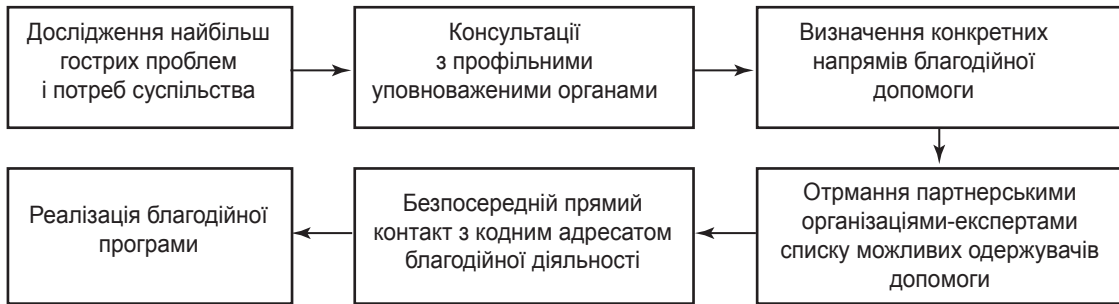 Дослідження найбільш
гострих проблем
і потреб суспільства
Консультації
з профільними
уповноваженими органами
Визначення конкретних
напрямів благодійної
допомоги
Отрмання партнерськими
організаціями-експертами
списку можливих одержувачів
допомоги
Безпосередній прямий
контакт з кодним адресатом
благодійної діяльності
Реалізація благодійної
програми